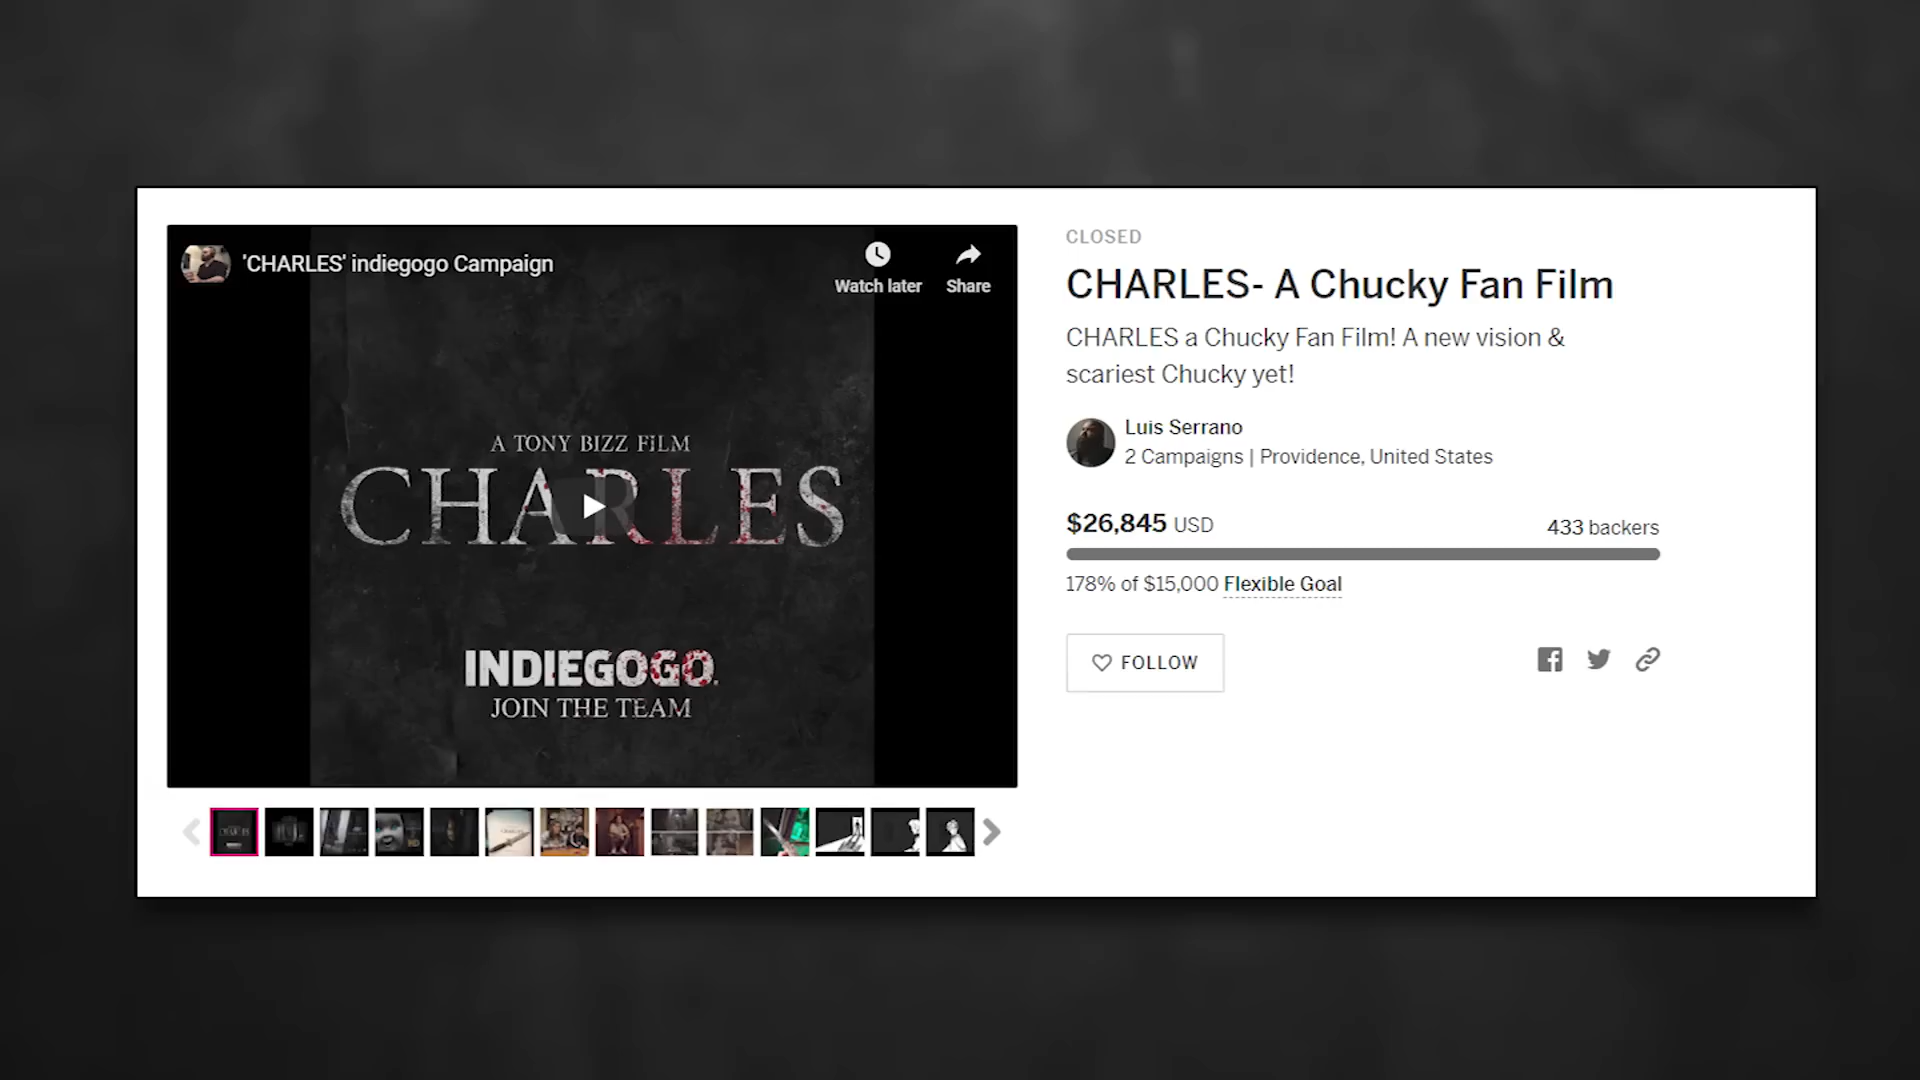 'CHARLES' indiegogo Campaign
Watch later
Share
A TONY BIZZ FILM
CHARLES
INDIEGOGO.
JOIN THE TEAM
CLOSED
CHARLES- A Chucky Fan Film
CHARLES a Chucky Fan Film! A new vision &
scariest Chucky yet!
Luis Serrano
2 Campaigns | Providence, United States
$26,845 USD
433 backers
178% of $15,000 Flexible Goal
FOLLOW